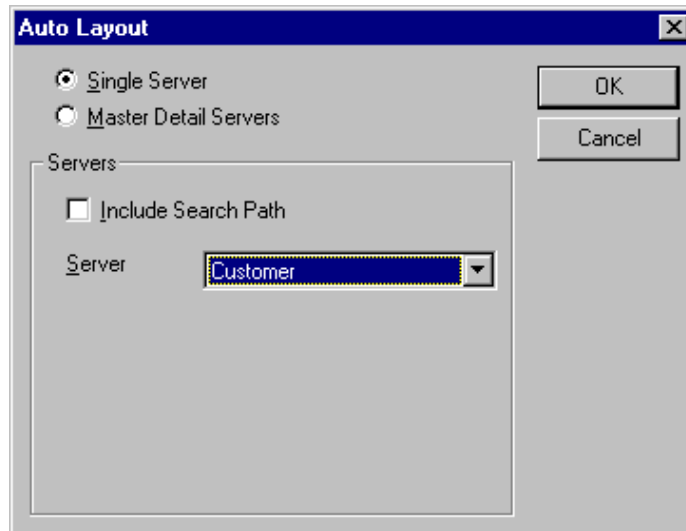 Auto Layout
Single Server
Master Detail Servers
OK
Cancel
Servers
Include Search Path
Server
Customer